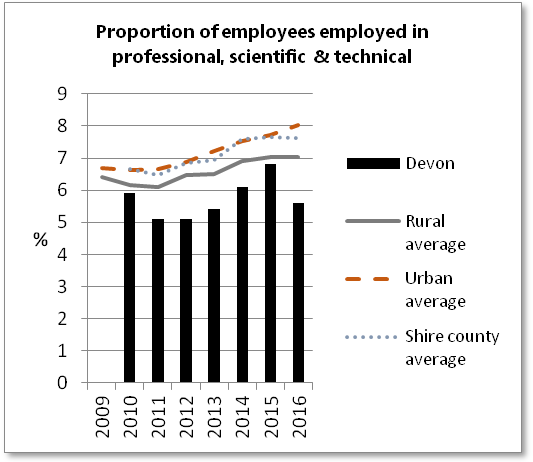 Proportion of employees employed in
professional, scientific & technical
9
8
7
6
5
4
3
2
1
0
%
2009
2010
2011
2012
2013
2014
2015
2016
Devon
Rural
average
Urban
average
Shire county
average